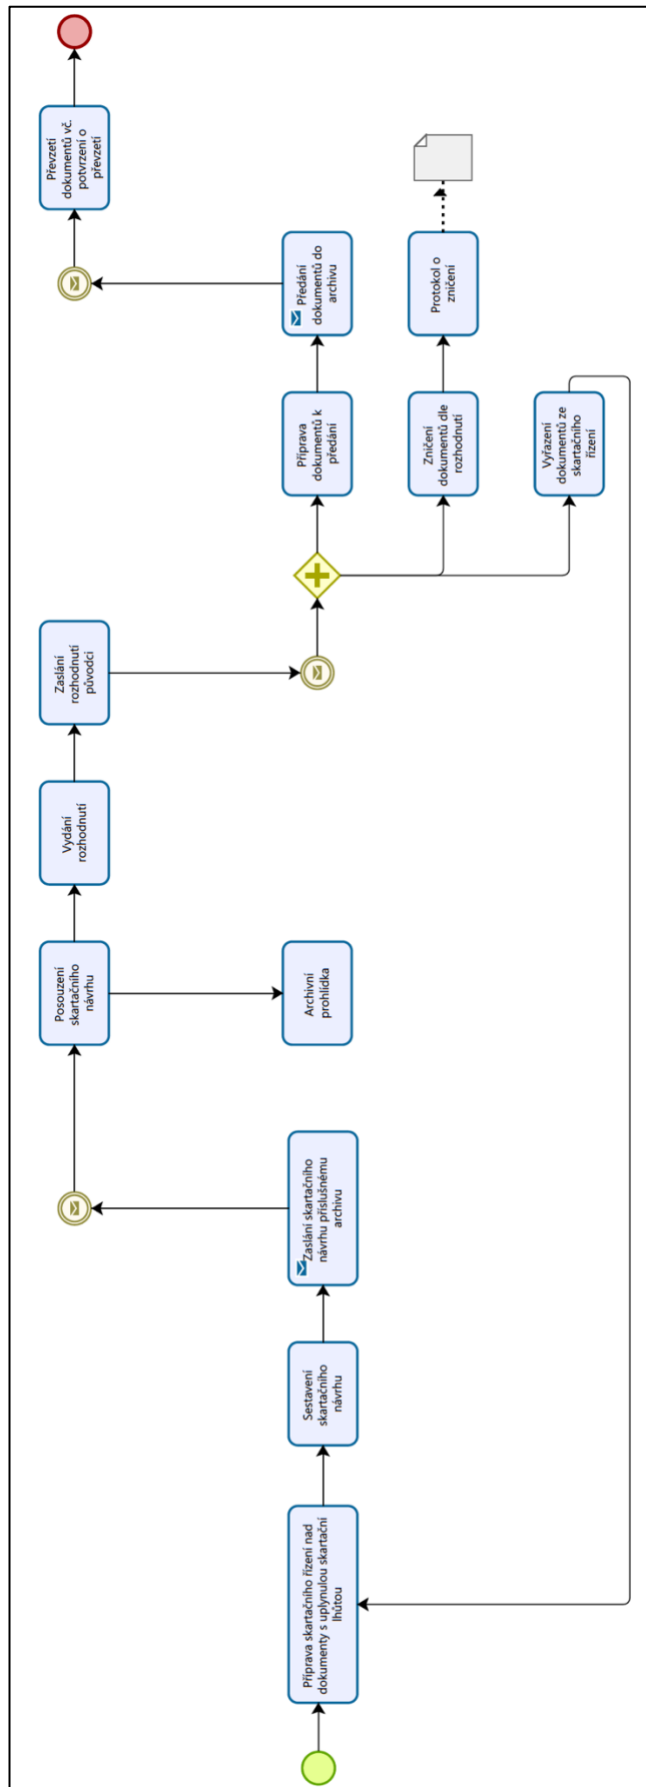 Příprava skartačního řízení nad
dokumenty s uplynulou skartační
lhůtou
Sestavení
skartačního
návrhu
Zaslání skartačního
návrhu příslušnému
archivu
Posouzení
skartačního
návrhu
Archivní
prohlídka
Vydání
rozhodnutí
Zaslání
rozhodnutí
původci
Příprava
dokumentů k
předání
Předání
dokumentů do
archivu
Převzetí
dokumentů vč.
potvrzení o
převzetí
Zničení
dokumentů dle
rozhodnutí
Protokol o
zničení
Vyřazení
dokumentů ze
skartačního
řízení